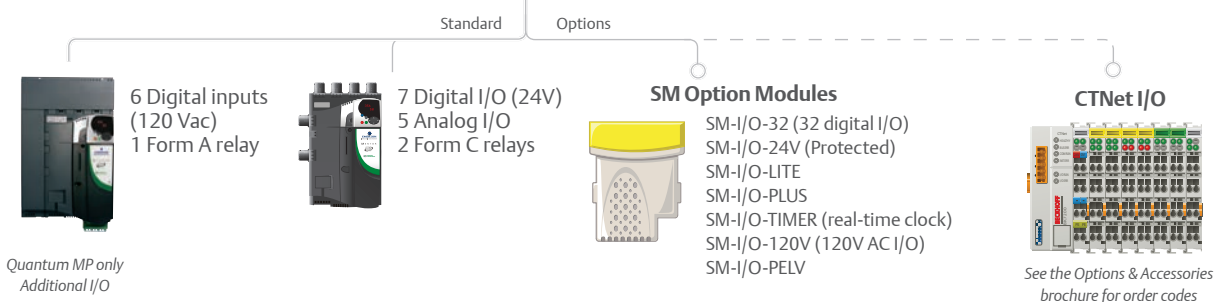 Standard
Options
6 Digital inputs
(120 Vac)
1 Form A relay
Quantum MP only
Additional I/O
7 Digital I/O (24V)
5 Analog I/O
2 Form C relays
SM Option Modules
SM-I/O-32 (32 digital I/O)
SM-I/O-24V (Protected)
SM-I/O-LITE
SM-I/O-PLUS
SM-I/O-TIMER (real-time clock)
SM-I/O-120V (120V AC I/O)
SM-I/O-PELV
CTNet I/O
BECKHOFF
See the Options & Accessories
brochure for order codes